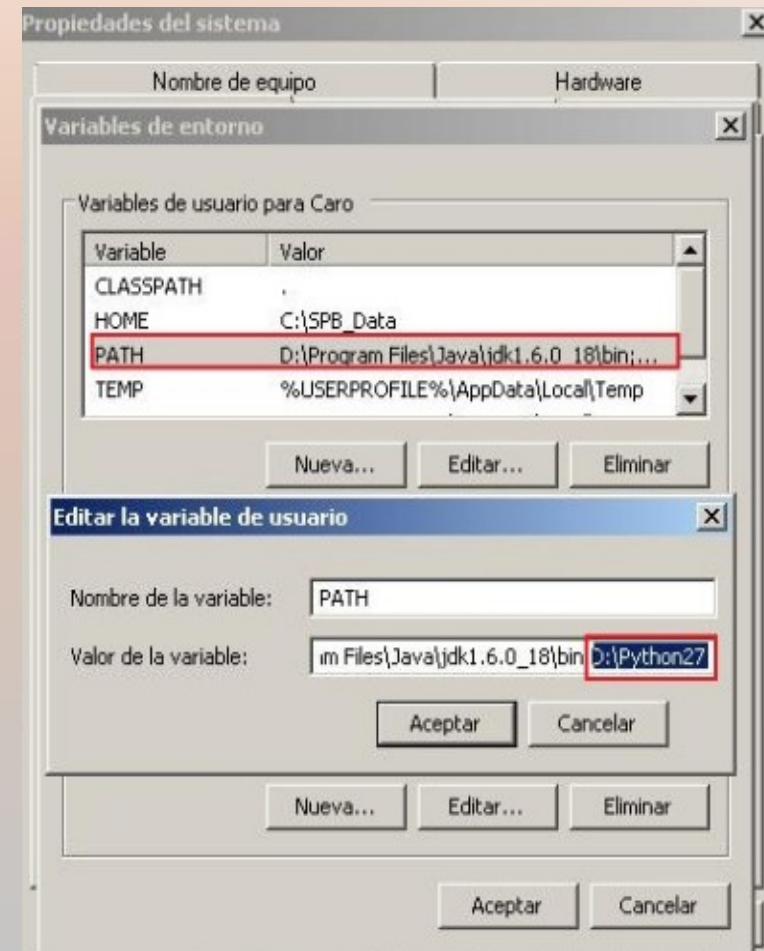 Propiedades del sistema
Nombre de equipo Hardware
Variables de entorno
Variables de usuario para Caro
Variable Valor
CLASSPATH .
HOME C:\SPB_Data
PATH D:\Program Files\Java\jdk1.6.0_18\bin;...
TEMP %USERPROFILE%\AppData\Local\Temp
Nueva... Editar... Eliminar
Editar la variable de usuario
Nombre de la variable: PATH
Valor de la variable: m Files\Java\jdk1.6.0_18\bin D:\Python27
Aceptar Cancelar
Nueva... Editar... Eliminar
Aceptar Cancelar